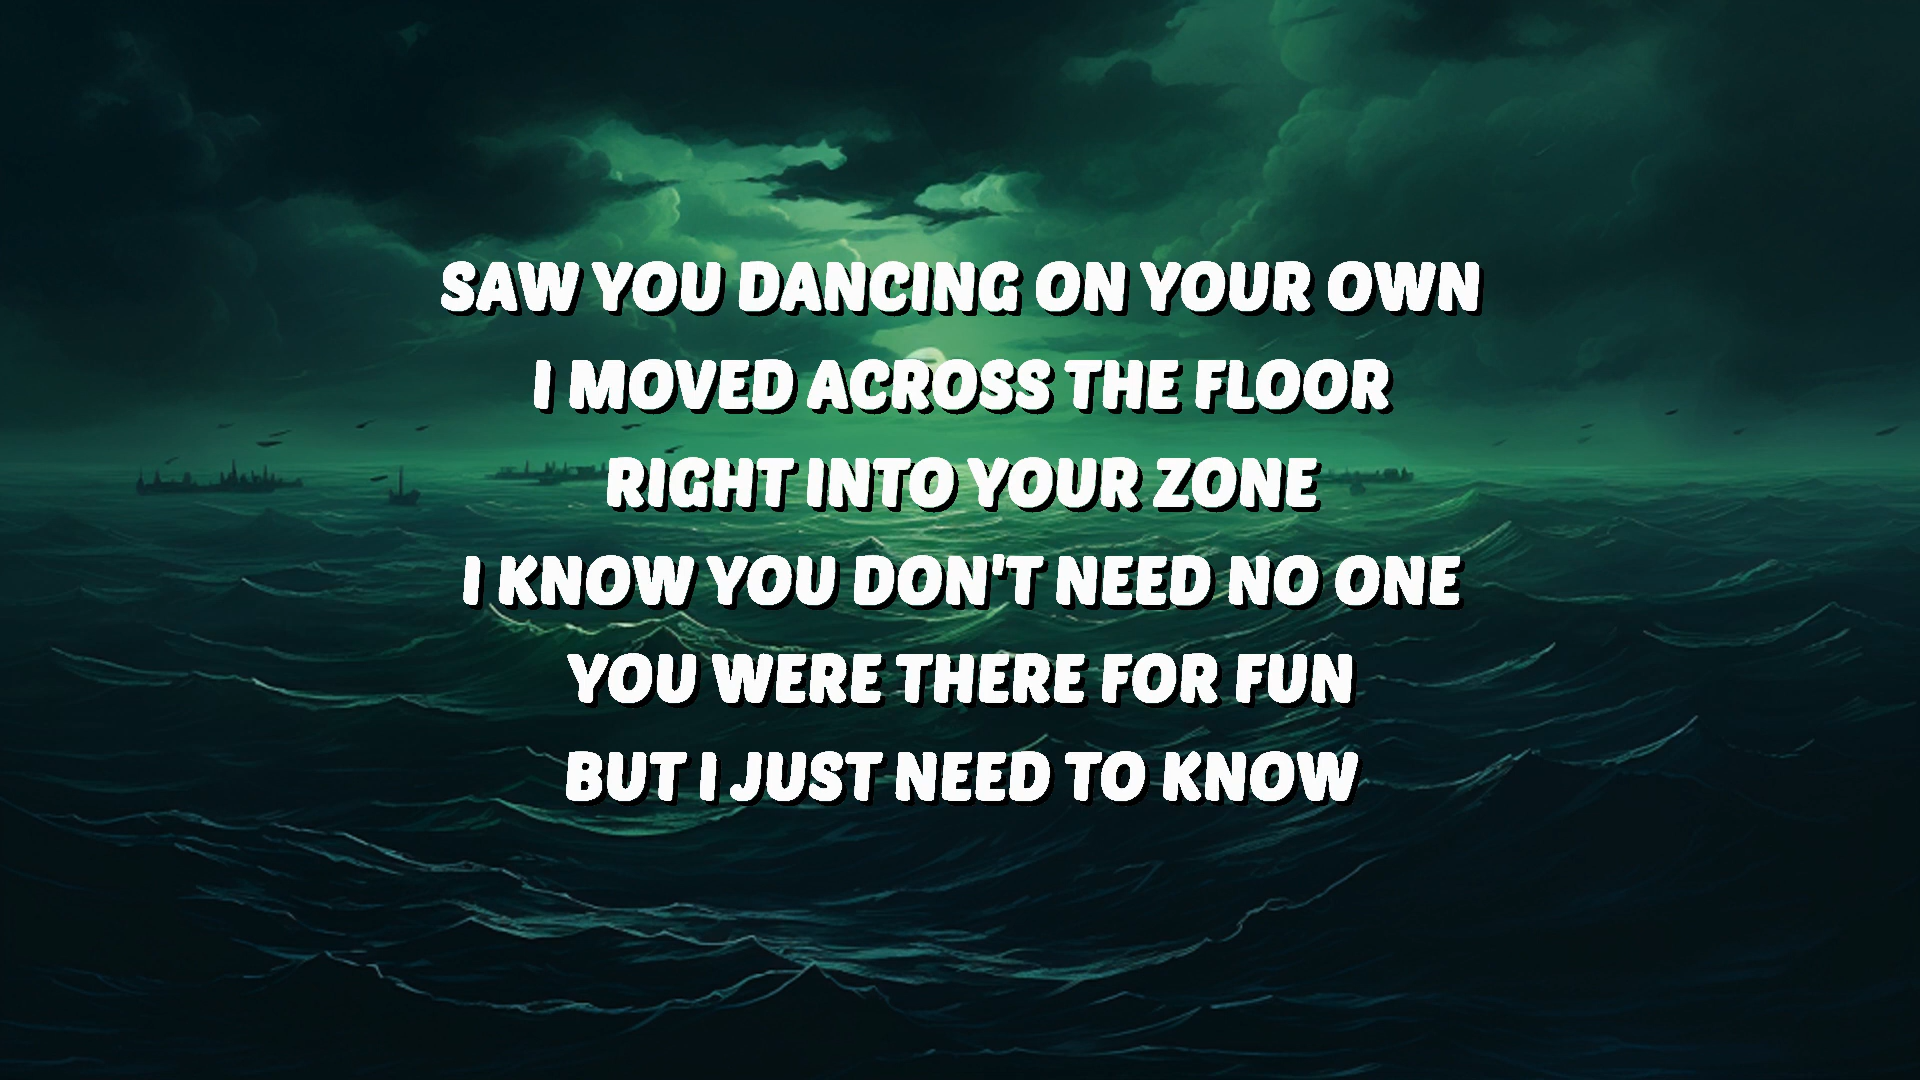 SAW YOU DANCING ON YOUR OWN
I MOVED ACROSS THE FLOOR
RIGHT INTO YOUR ZONE
I KNOW YOU DON'T NEED NO ONE
YOU WERE THERE FOR FUN
BUT I JUST NEED TO KNOW